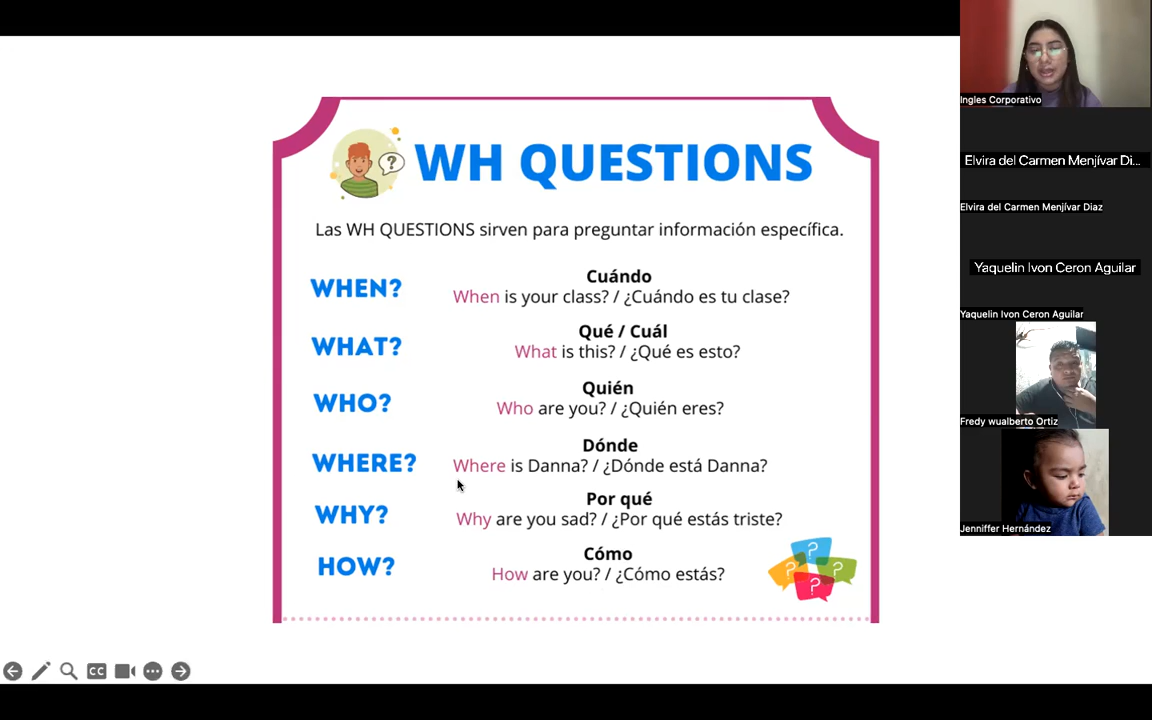 WH QUESTIONS
Las WH QUESTIONS sirven para preguntar información específica.
WHEN?
Cuándo
When is your class? / ¿Cuándo es tu clase?
WHAT?
Qué / Cuál
What is this? / ¿Qué es esto?
WHO?
Quién
Who are you? / ¿Quién eres?
WHERE?
Dónde
Where is Danna? / ¿Dónde está Danna?
WHY?
Por qué
Why are you sad? / ¿Por qué estás triste?
HOW?
Cómo
How are you? / ¿Cómo estás?
?
? ?
?
CC
Ingles Corporativo
Elvira del Carmen Menjívar Di...
Elvira del Carmen Menjívar Diaz
Yaquelin Ivon Ceron Aguilar
Yaquelin Ivon Ceron Aguilar
Fredy wualberto Ortiz
Jenniffer Hernández